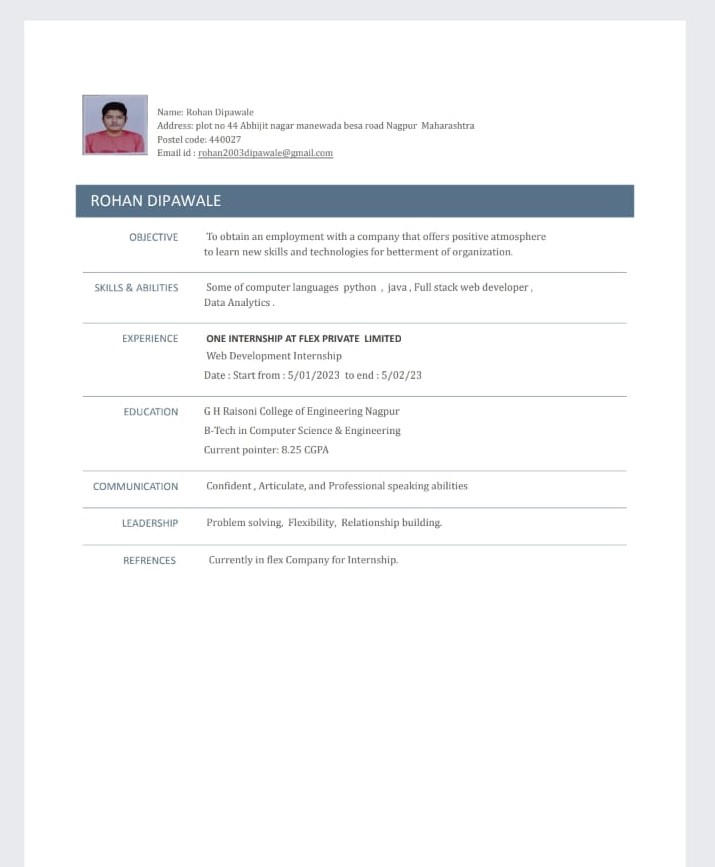 Name: Rohan Dipawale
Address: plot no 44 Abhijit nagar manewada besa road Nagpur Maharashtra
Postel code: 440027
Email id : rohan2003dipawale@gmail.com
ROHAN DIPAWALE
OBJECTIVE To obtain an employment with a company that offers positive atmosphere
to learn new skills and technologies for betterment of organization.
SKILLS & ABILITIES Some of computer languages python , java , Full stack web developer ,
Data Analytics .
EXPERIENCE ONE INTERNSHIP AT FLEX PRIVATE LIMITED
Web Development Internship
Date : Start from : 5/01/2023 to end : 5/02/23
EDUCATION G H Raisoni College of Engineering Nagpur
B-Tech in Computer Science & Engineering
Current pointer: 8.25 CGPA
COMMUNICATION Confident , Articulate, and Professional speaking abilities
LEADERSHIP Problem solving, Flexibility, Relationship building.
REFRENCES Currently in flex Company for Internship.